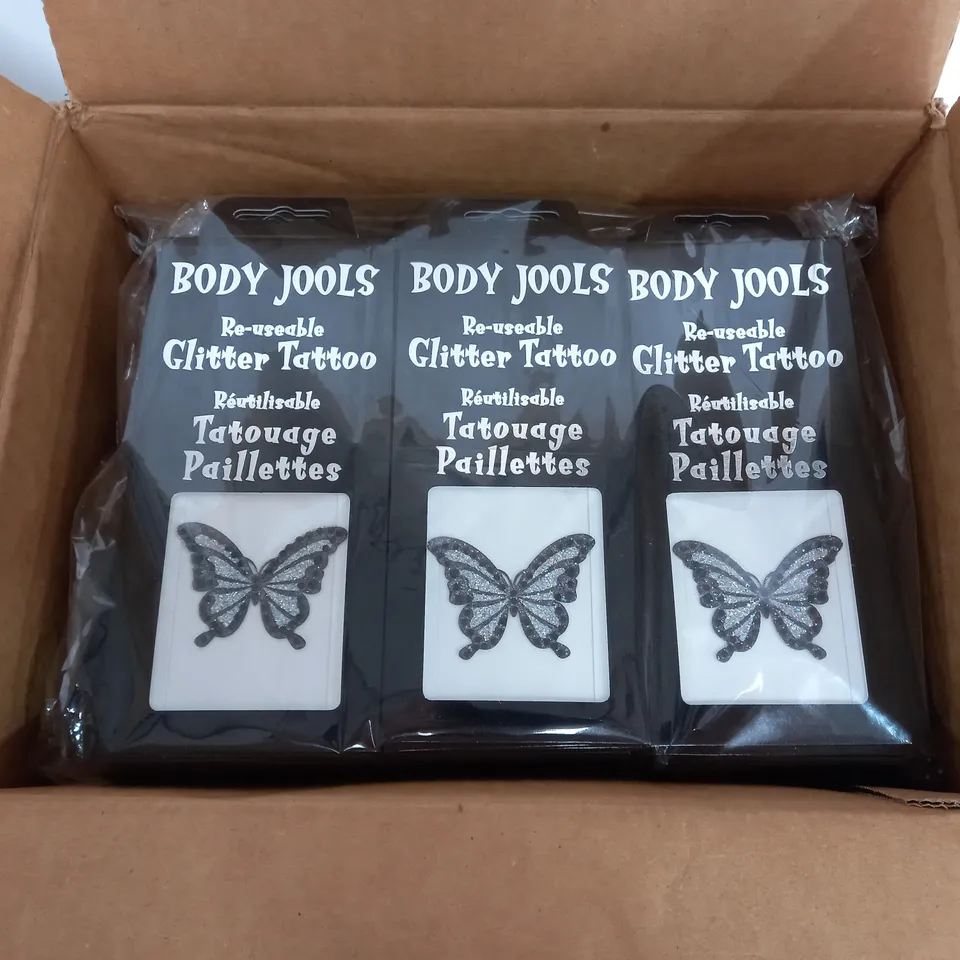 BODY JOOLS
Re-useable
Glitter Tattoo
Réutilisable
Tatouage
Paillettes
BODY JOOLS
Re-useable
Glitter Tattoo
Réutilisable
Tatouage
Paillettes
BODY JOOLS
Re-useable
Glitter Tattoo
Réutilisable
Tatouage
Paillettes